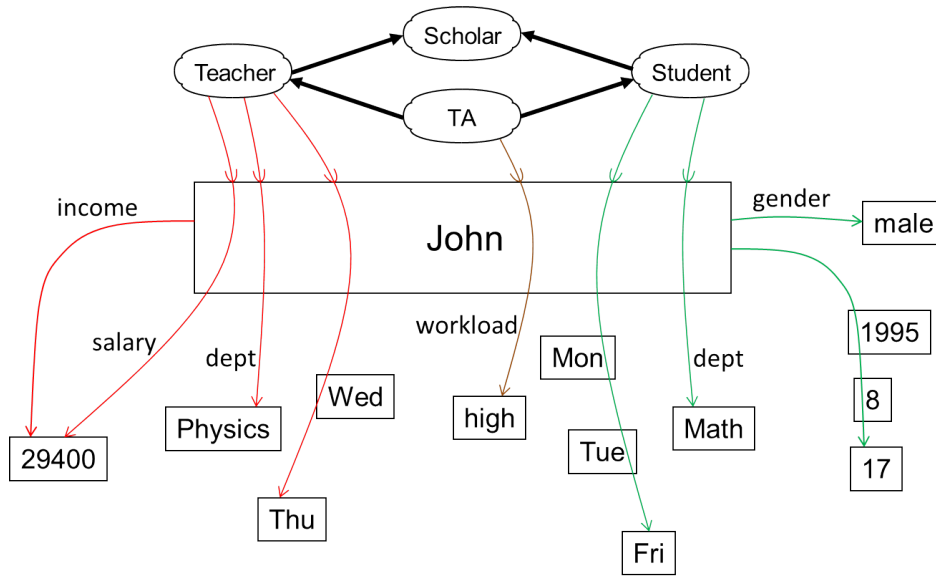 Scholar
Teacher
Student
TA
income
gender
male
John
1995
salary
dept
workload
Mon
dept
Wed
8
Physics
high
Math
29400
Tue
17
Thu
Fri